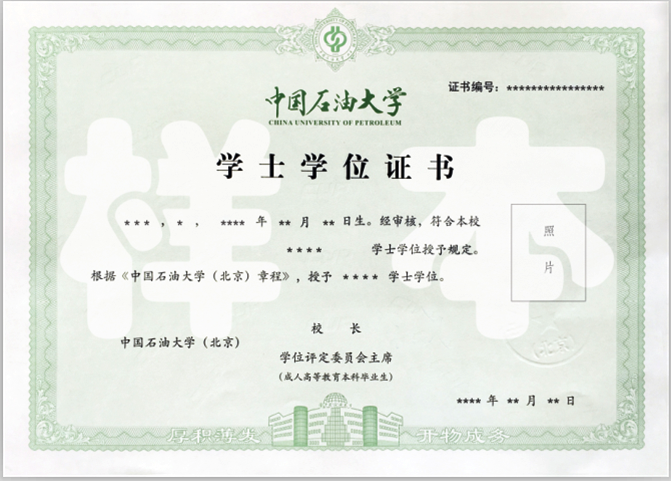 证书编号：****************
中国石油大学
CHINA UNIVERSITY OF PETROLEUM
学士学位证书
样本
*** ，* ， **** 年 ** 月 ** 日生。经审核，符合本校
**** 学士学位授予规定。
根据《中国石油大学（北京）章程》，授予 **** 学士学位。
照
片
校 长
中国石油大学（北京）
学位评定委员会主席
（成人高等教育本科毕业生）
**** 年 ** 月 ** 日
厚积薄发 开物成务